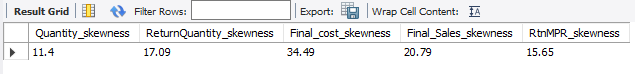 Result Grid Filter Rows: Export: Wrap Cell Content:
Quantity_skewness ReturnQuantity_skewness Final_cost_skewness Final_Sales_skewness RtnMPR_skewness
11.4 17.09 34.49 20.79 15.65